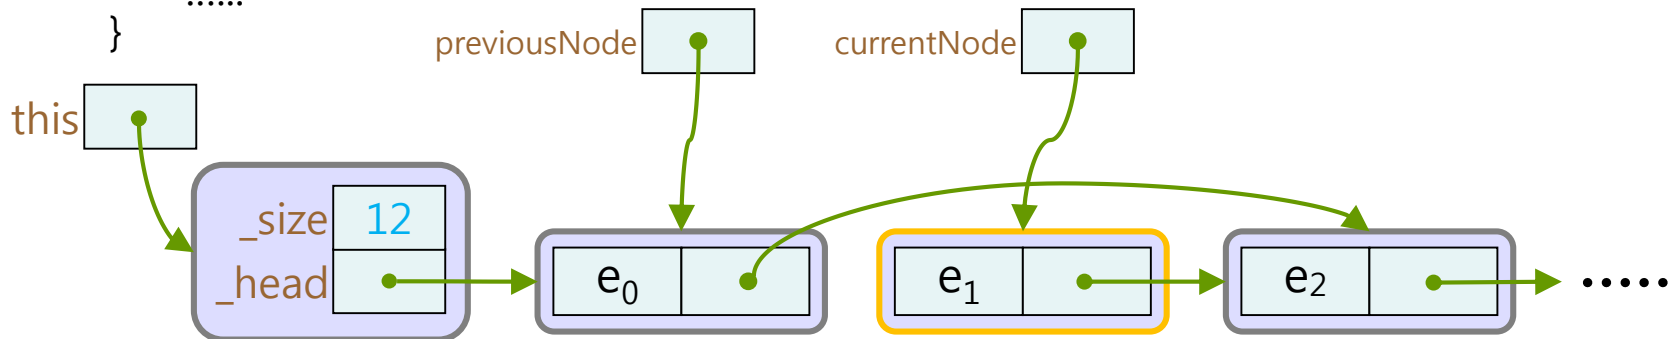 ......
}
previousNode
currentNode
this
_size 12
_head
e₀
e₁
e₂
.....